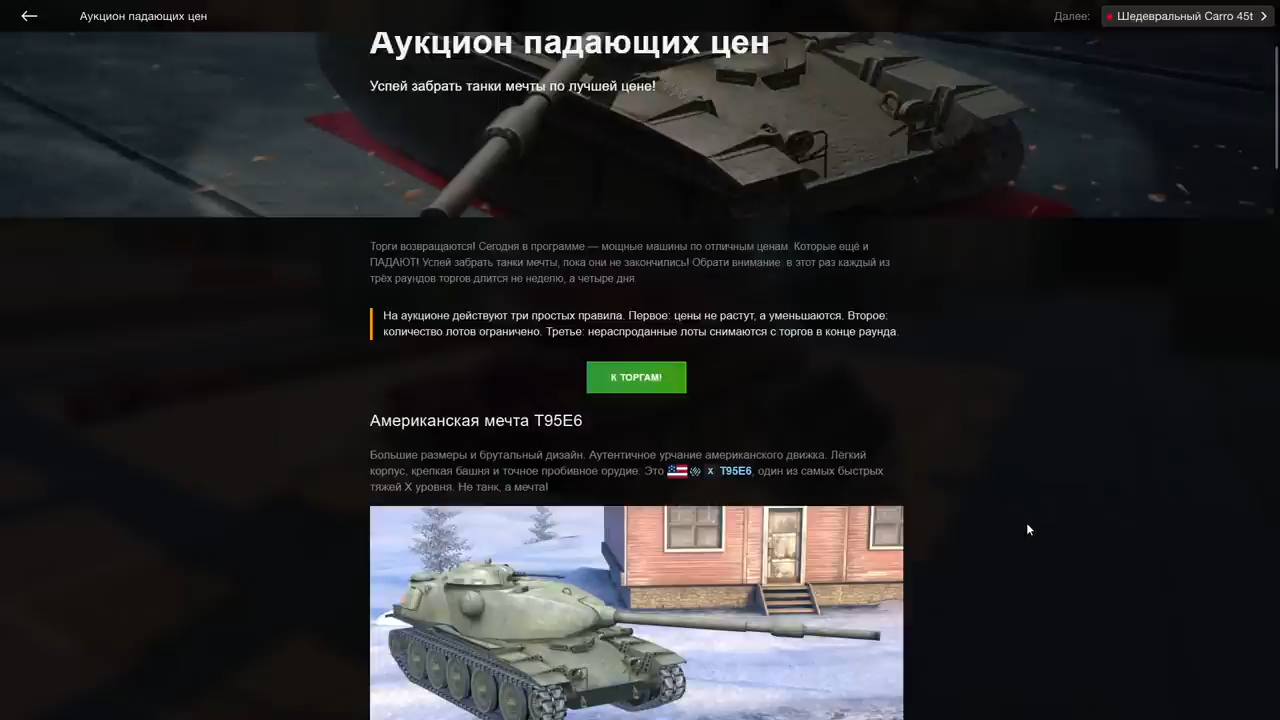 Аукцион падающих цен
Далее:
Шедевральный Carro 45t
Аукцион падающих цен
Успей забрать танки мечты по лучшей цене!
Торги возвращаются! Сегодня в программе — мощные машины по отличным ценам. Которые ещё и
ПАДАЮТ! Успей забрать танки мечты, пока они не закончились! Обрати внимание: в этот раз каждый из
трёх раундов торгов длится не неделю, а четыре дня.
На аукционе действуют три простых правила. Первое: цены не растут, а уменьшаются. Второе:
количество лотов ограничено. Третье: нераспроданные лоты снимаются с торгов в конце раунда.
К ТОРГАМ!
Американская мечта T95E6
Большие размеры и брутальный дизайн. Аутентичное урчание американского движка. Лёгкий
корпус, крепкая башня и точное пробивное орудие. Это X T95E6, один из самых быстрых
тяжей X уровня. Не танк, а мечта!